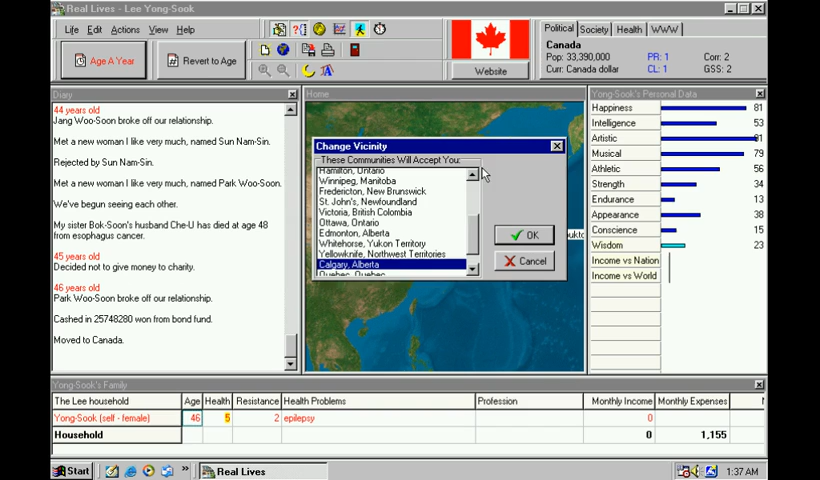 Real Lives - Lee Yong-Sook
Life Edit Actions View Help
Age A Year
Revert to Age
Website
Political Society Health WWW
Canada
Pop: 33,390,000 PR: 1 Corr: 2
Curr: Canada dollar CL: 1 GSS: 2
Diary
44 years old
Jang Woo-Soon broke off our relationship.
Met a new woman I like very much, named Sun Nam-Sin.
Rejected by Sun Nam-Sin.
Met a new woman I like very much, named Park Woo-Soon.
We've begun seeing each other.
My sister Bok-Soon's husband Che-U has died at age 48
from esophagus cancer.
45 years old
Decided not to give money to charity.
46 years old
Park Woo-Soon broke off our relationship.
Cashed in 25748280 won from bond fund.
Moved to Canada.
Home
Change Vicinity
These Communities Will Accept You:
Hamilton, Ontario
Winnipeg, Manitoba
Fredericton, New Brunswick
St. John's, Newfoundland
Victoria, British Colombia
Ottawa, Ontario
Edmonton, Alberta
Whitehorse, Yukon Territory
Yellowknife, Northwest Territories
Calgary, Alberta
Quebec, Quebec
OK
Cancel
Yong-Sook's Personal Data
Happiness 81
Intelligence 53
Artistic 91
Musical 79
Athletic 56
Strength 34
Endurance 13
Appearance 38
Conscience 15
Wisdom 23
Income vs Nation
Income vs World
Yong-Sook's Family
The Lee household Age Health Resistance Health Problems Profession Monthly Income Monthly Expenses
Yong-Sook (self - female) 46 5 2 epilepsy 0
Household 0 1,155
Start
Real Lives
1:37 AM